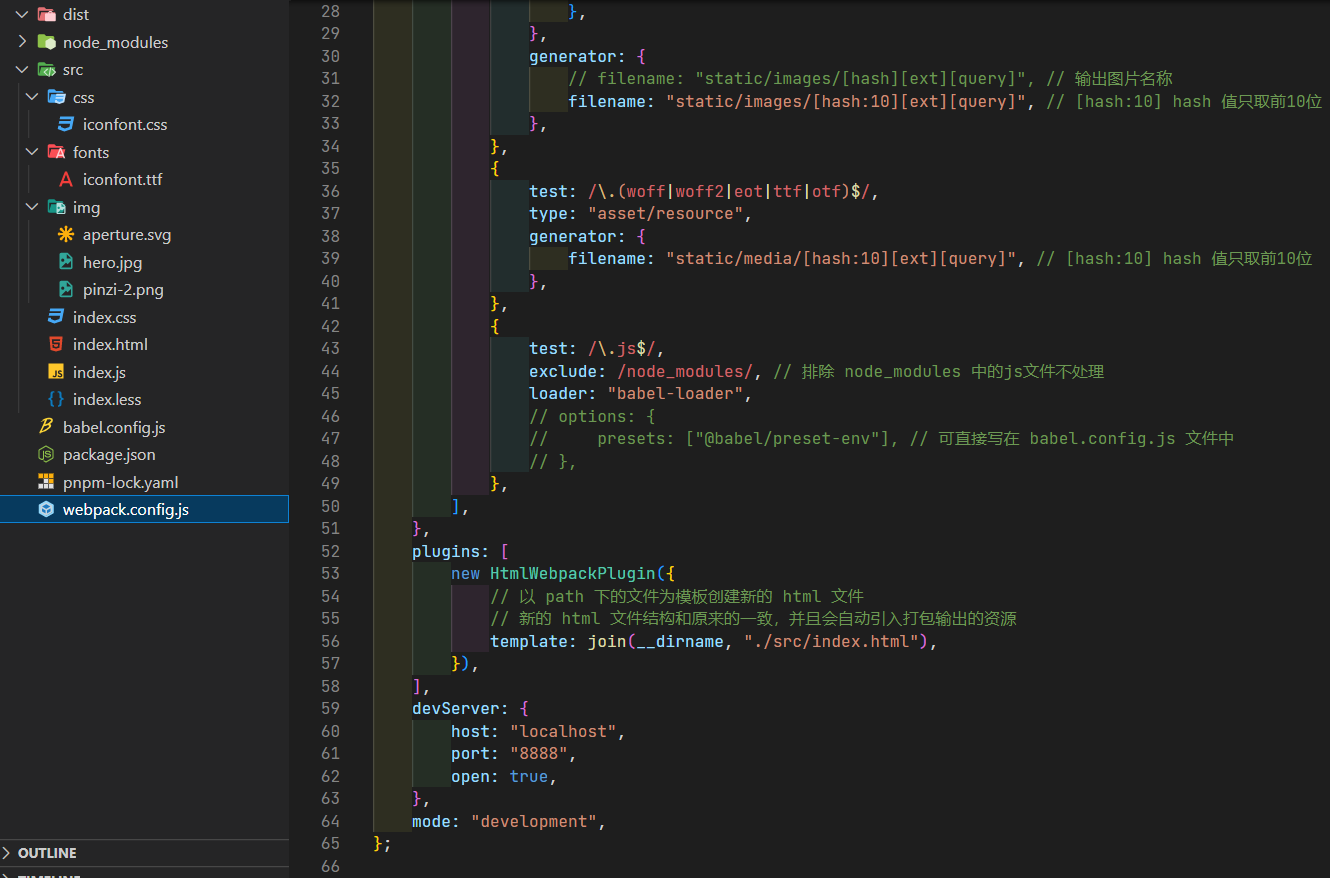 dist
node_modules
src
css
iconfont.css
fonts
iconfont.ttf
img
aperture.svg
hero.jpg
pinzi-2.png
index.css
index.html
JS index.js
{} index.less
babel.config.js
JS package.json
pnpm-lock.yaml
webpack.config.js
OUTLINE
28 },
29 },
30 generator: {
31 // filename: "static/images/[hash][ext][query]", // 输出图片名称
32 filename: "static/images/[hash:10][ext][query]", // [hash:10] hash 值只取前10位
33 },
34 },
35 {
36 test: /\.(woff|woff2|eot|ttf|otf)$/,
37 type: "asset/resource",
38 generator: {
39 filename: "static/media/[hash:10][ext][query]", // [hash:10] hash 值只取前10位
40 },
41 },
42 {
43 test: /\.js$/,
44 exclude: /node_modules/, // 排除 node_modules 中的js文件不处理
45 loader: "babel-loader",
46 // options: {
47 //     presets: ["@babel/preset-env"], // 可直接写在 babel.config.js 文件中
48 // },
49 },
50 ],
51 },
52 plugins: [
53 new HtmlWebpackPlugin({
54 // 以 path 下的文件为模板创建新的 html 文件
55 // 新的 html 文件结构和原来的一致，并且会自动引入打包输出的资源
56 template: join(__dirname, "./src/index.html"),
57 }),
58 ],
59 devServer: {
60 host: "localhost",
61 port: "8888",
62 open: true,
63 },
64 mode: "development",
65 };
66